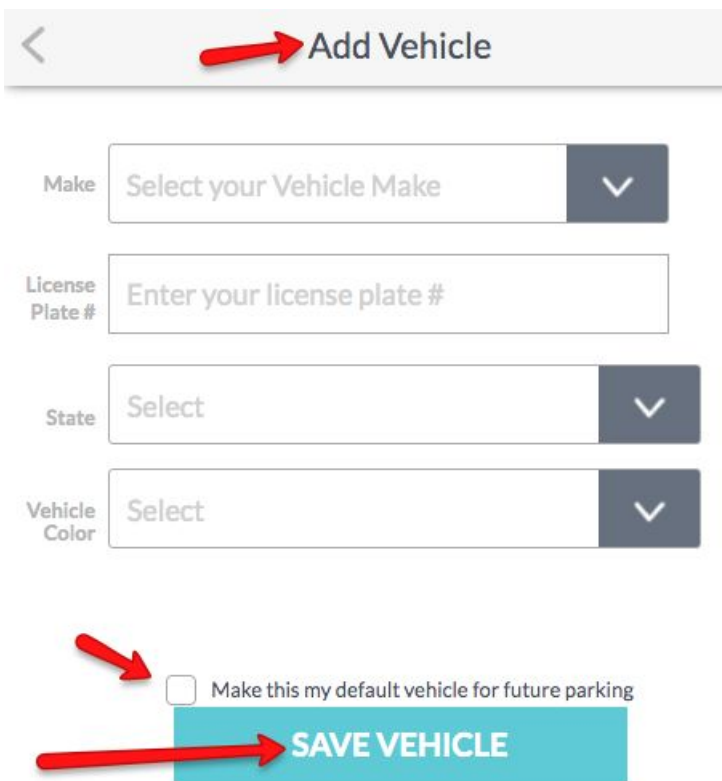 Add Vehicle
Make
Select your Vehicle Make
License
Plate #
Enter your license plate #
State
Select
Vehicle
Color
Select
Make this my default vehicle for future parking
SAVE VEHICLE